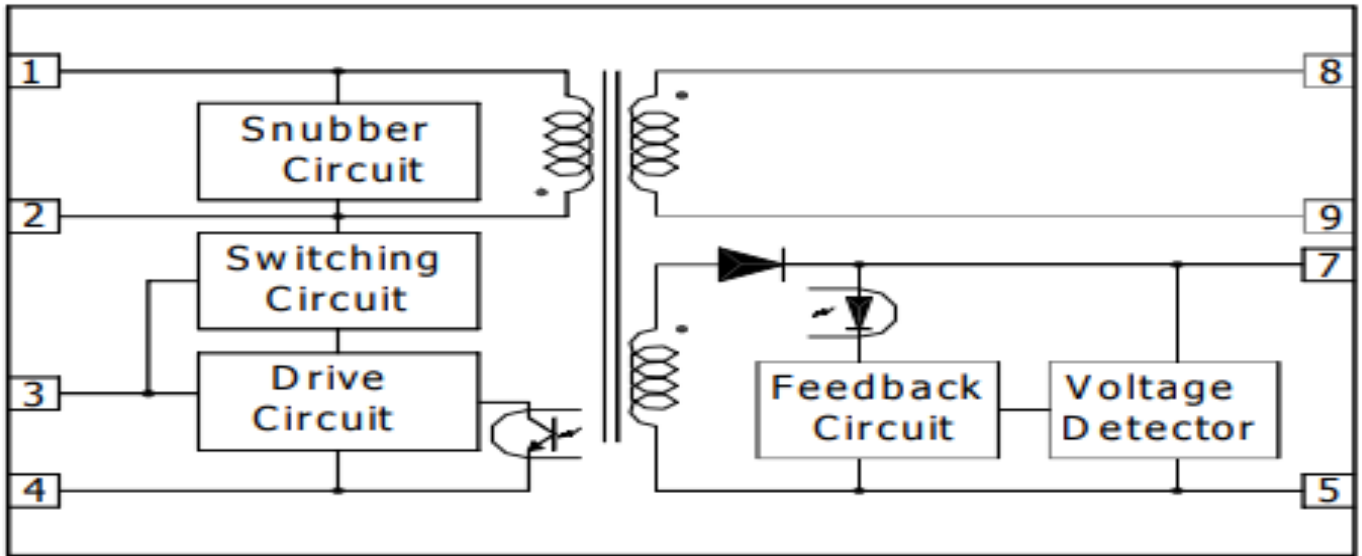 1
8
Snubber
Circuit
2
9
Switching
Circuit
7
3
Drive
Circuit
Feedback
Circuit
Voltage
Detector
4
5